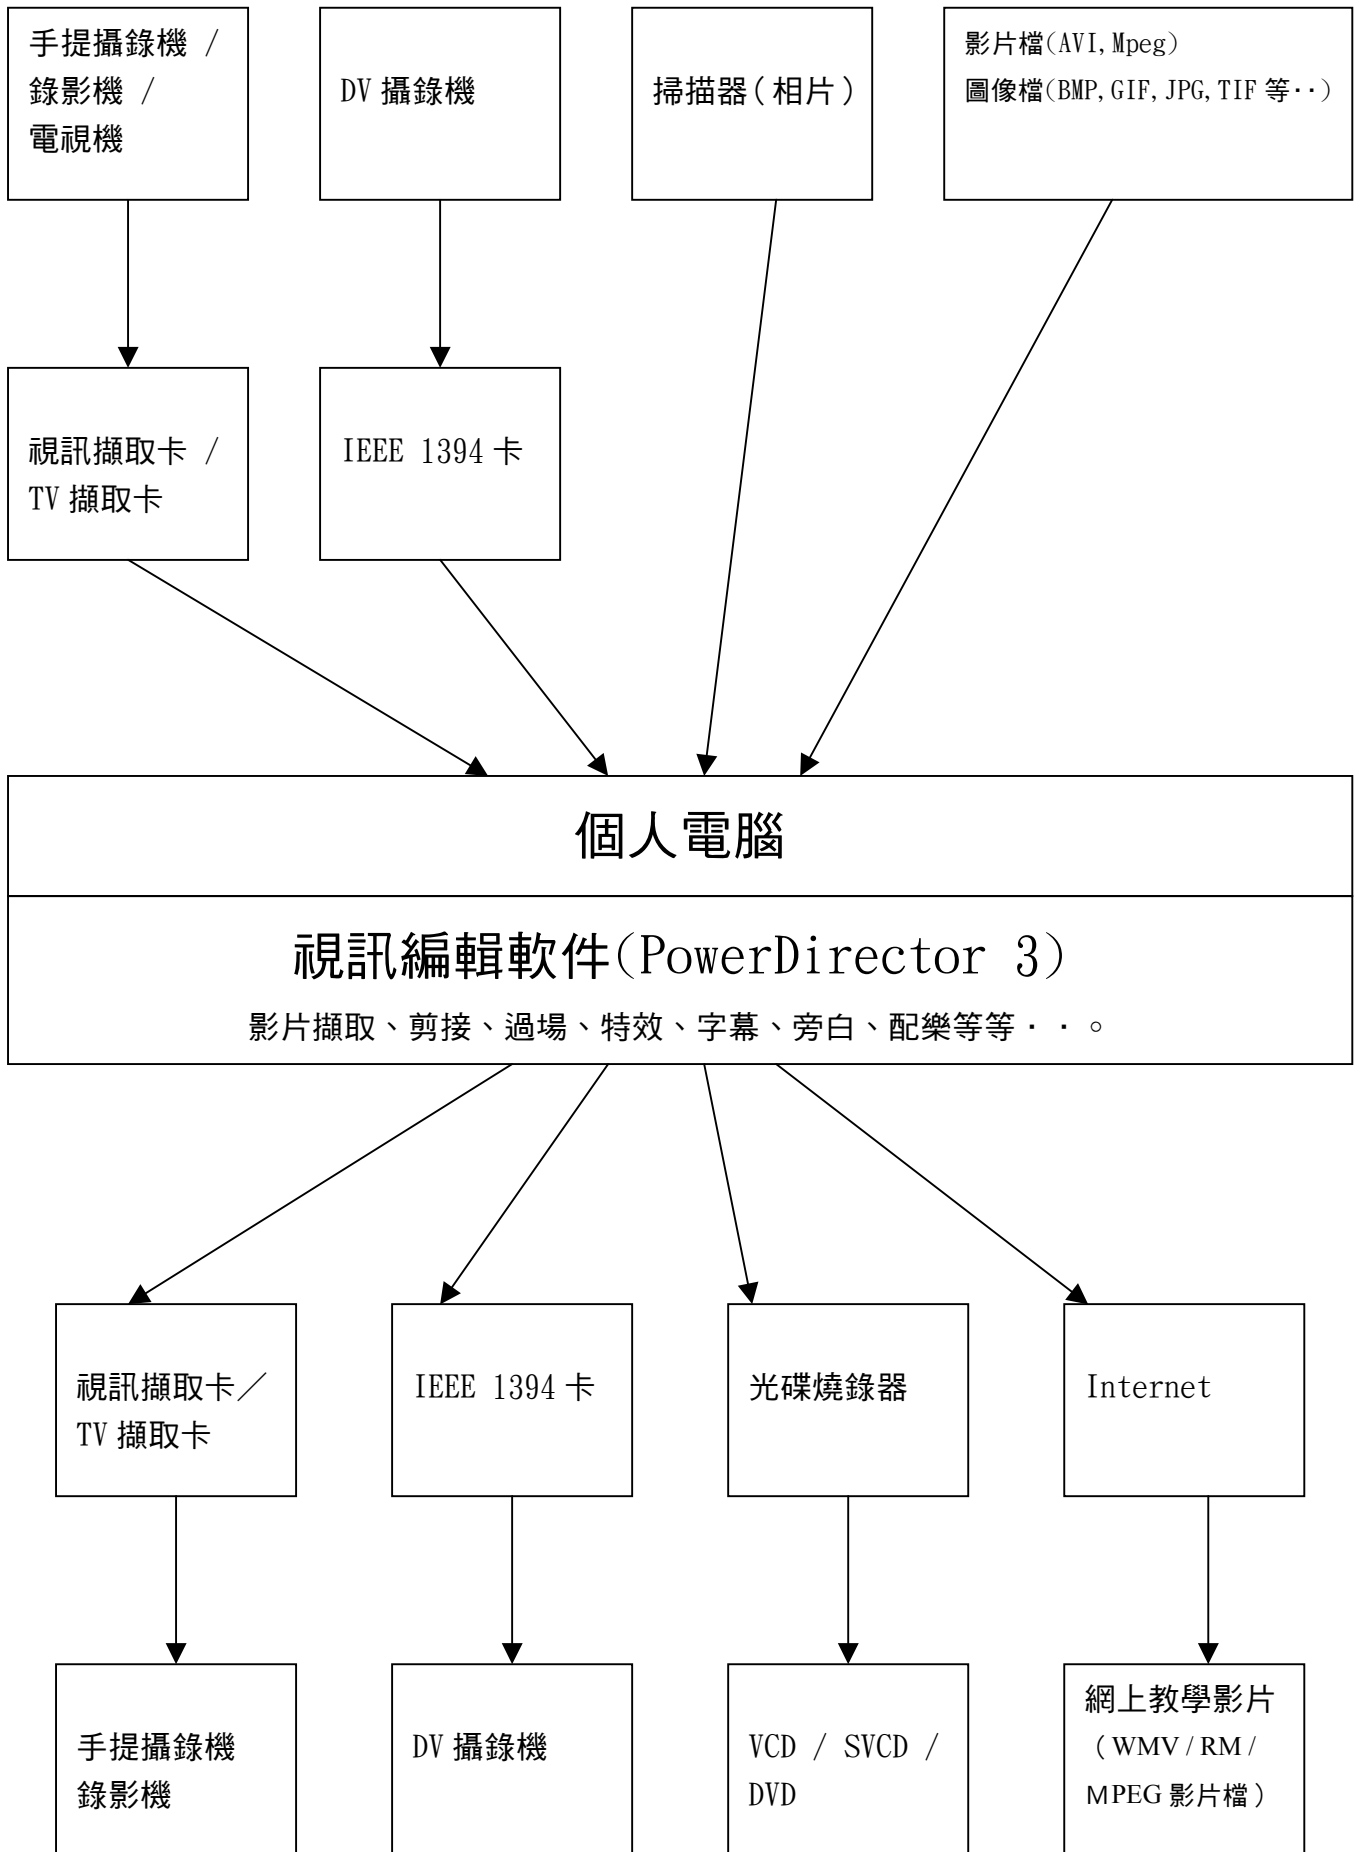 手提攝錄機 /
錄影機 /
電視機
DV 攝錄機
掃描器(相片)
影片檔(AVI,Mpeg)
圖像檔(BMP,GIF,JPG,TIF 等‥)
視訊擷取卡 /
TV 擷取卡
IEEE 1394 卡
個人電腦
視訊編輯軟件(PowerDirector 3)
影片擷取、剪接、過場、特效、字幕、旁白、配樂等等‧‧。
視訊擷取卡／
TV 擷取卡
IEEE 1394 卡
光碟燒錄器
Internet
手提攝錄機
錄影機
DV 攝錄機
VCD / SVCD /
DVD
網上教學影片
(WMV / RM /
MPEG 影片檔)